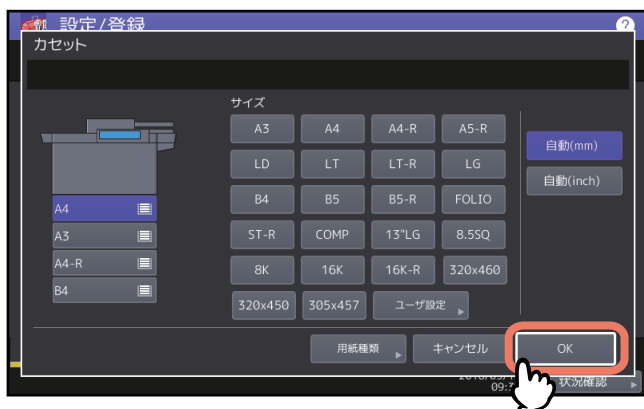 設定/登録
?
カセット
サイズ
A3 A4 A4-R A5-R
自動(mm)
LD LT LT-R LG
自動(inch)
B4 B5 B5-R FOLIO
A4
ST-R COMP 13"LG 8.5SQ
A3
8K 16K 16K-R 320x460
A4-R
B4
320x450 305x457 ユーザ設定
用紙種類 キャンセル OK
09:
状況確認